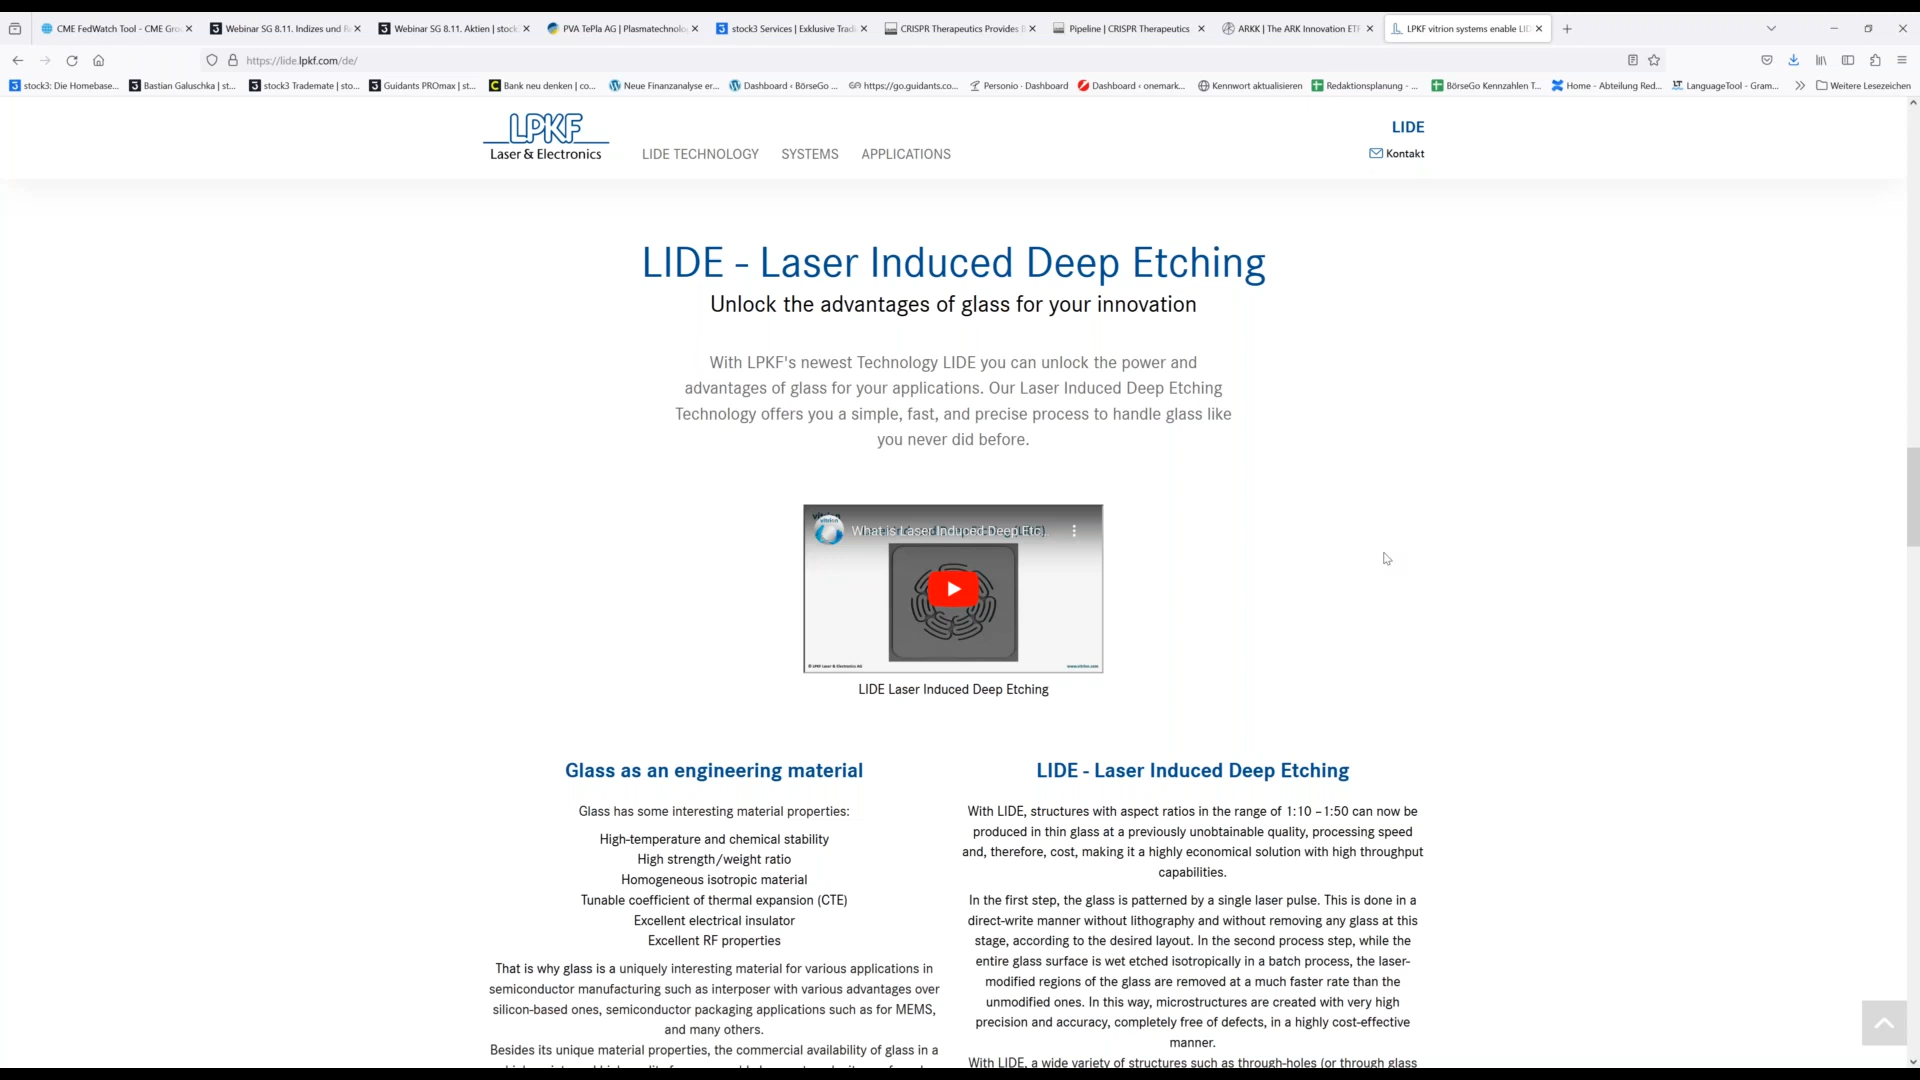 CME FedWatch Tool - CME Gro
Webinar SG 8.11. Indizes und R
Webinar SG 8.11. Aktien | stock
PVA TePla AG | Plasmatechnolo
stock3 Services | Exklusive Tradi
CRISPR Therapeutics Provides B
Pipeline | CRISPR Therapeutics
ARKK | The ARK Innovation ETF
LPKF vitrion systems enable LID
https://lide.lpkf.com/de/
stock3: Die Homebase...
Bastian Galuschka | st...
stock3 Trademate | sto...
Guidants PROmax | st...
Bank neu denken | co...
Neue Finanzanalyse er...
Dashboard ‹ BörseGo ...
https://go.guidants.co...
Personio · Dashboard
Dashboard ‹ onemark...
Kennwort aktualisieren
Redaktionsplanung - ...
BörseGo Kennzahlen T...
Home - Abteilung Red...
LanguageTool - Gram...
Weitere Lesezeichen
LPKF
Laser & Electronics
LIDE TECHNOLOGY
SYSTEMS
APPLICATIONS
LIDE
Kontakt
LIDE - Laser Induced Deep Etching
Unlock the advantages of glass for your innovation
With LPKF's newest Technology LIDE you can unlock the power and
advantages of glass for your applications. Our Laser Induced Deep Etching
Technology offers you a simple, fast, and precise process to handle glass like
you never did before.
What is Laser Induced Deep Etc
© LPKF Laser & Electronics AG
www.vitrion.com
LIDE Laser Induced Deep Etching
Glass as an engineering material
Glass has some interesting material properties:
High-temperature and chemical stability
High strength/weight ratio
Homogeneous isotropic material
Tunable coefficient of thermal expansion (CTE)
Excellent electrical insulator
Excellent RF properties
That is why glass is a uniquely interesting material for various applications in
semiconductor manufacturing such as interposer with various advantages over
silicon-based ones, semiconductor packaging applications such as for MEMS,
and many others.
Besides its unique material properties, the commercial availability of glass in a
LIDE - Laser Induced Deep Etching
With LIDE, structures with aspect ratios in the range of 1:10 – 1:50 can now be
produced in thin glass at a previously unobtainable quality, processing speed
and, therefore, cost, making it a highly economical solution with high throughput
capabilities.
In the first step, the glass is patterned by a single laser pulse. This is done in a
direct-write manner without lithography and without removing any glass at this
stage, according to the desired layout. In the second process step, while the
entire glass surface is wet etched isotropically in a batch process, the laser-
modified regions of the glass are removed at a much faster rate than the
unmodified ones. In this way, microstructures are created with very high
precision and accuracy, completely free of defects, in a highly cost-effective
manner.
With LIDE, a wide variety of structures such as through-holes (or through glass